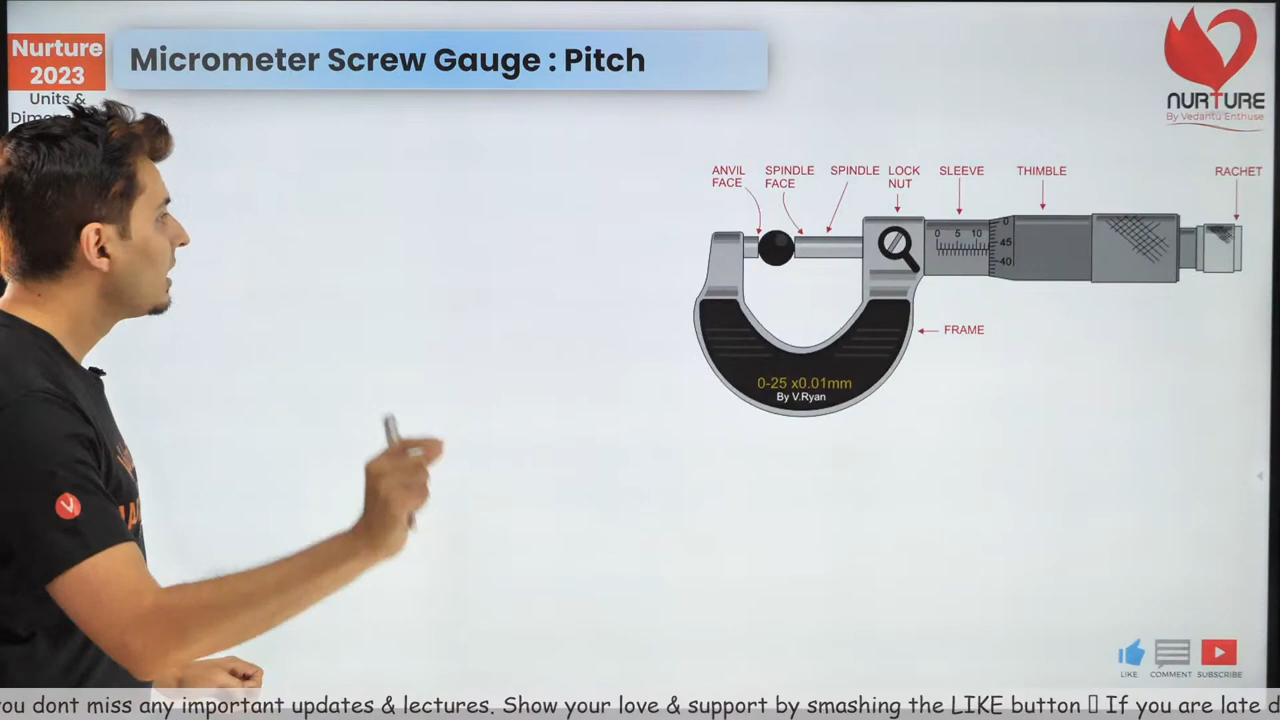 Nurture
2023
Units &
Micrometer Screw Gauge : Pitch
NURTURE
By Vedantu Enthuse
ANVIL
FACE
SPINDLE
FACE
SPINDLE
LOCK
NUT
SLEEVE
THIMBLE
RACHET
0 5 10
0
45
40
FRAME
0-25 x0.01mm
By V.Ryan
V
LIKE
COMMENT
SUBSCRIBE
you dont miss any important updates & lectures. Show your love & support by smashing the LIKE button If you are late